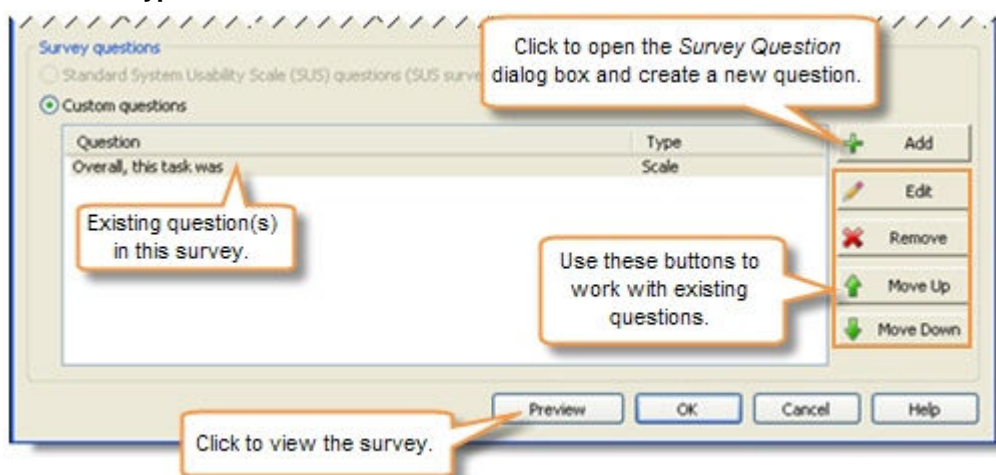 Survey questions
Click to open the Survey Question
Standard System Usability Scale (SUS) questions (SUS surve
dialog box and create a new question.
Custom questions
Question Type
Add
Overall, this task was Scale
Edit
Existing question(s)
in this survey.
Remove
Use these buttons to
work with existing
questions.
Move Up
Move Down
Preview OK Cancel Help
Click to view the survey.